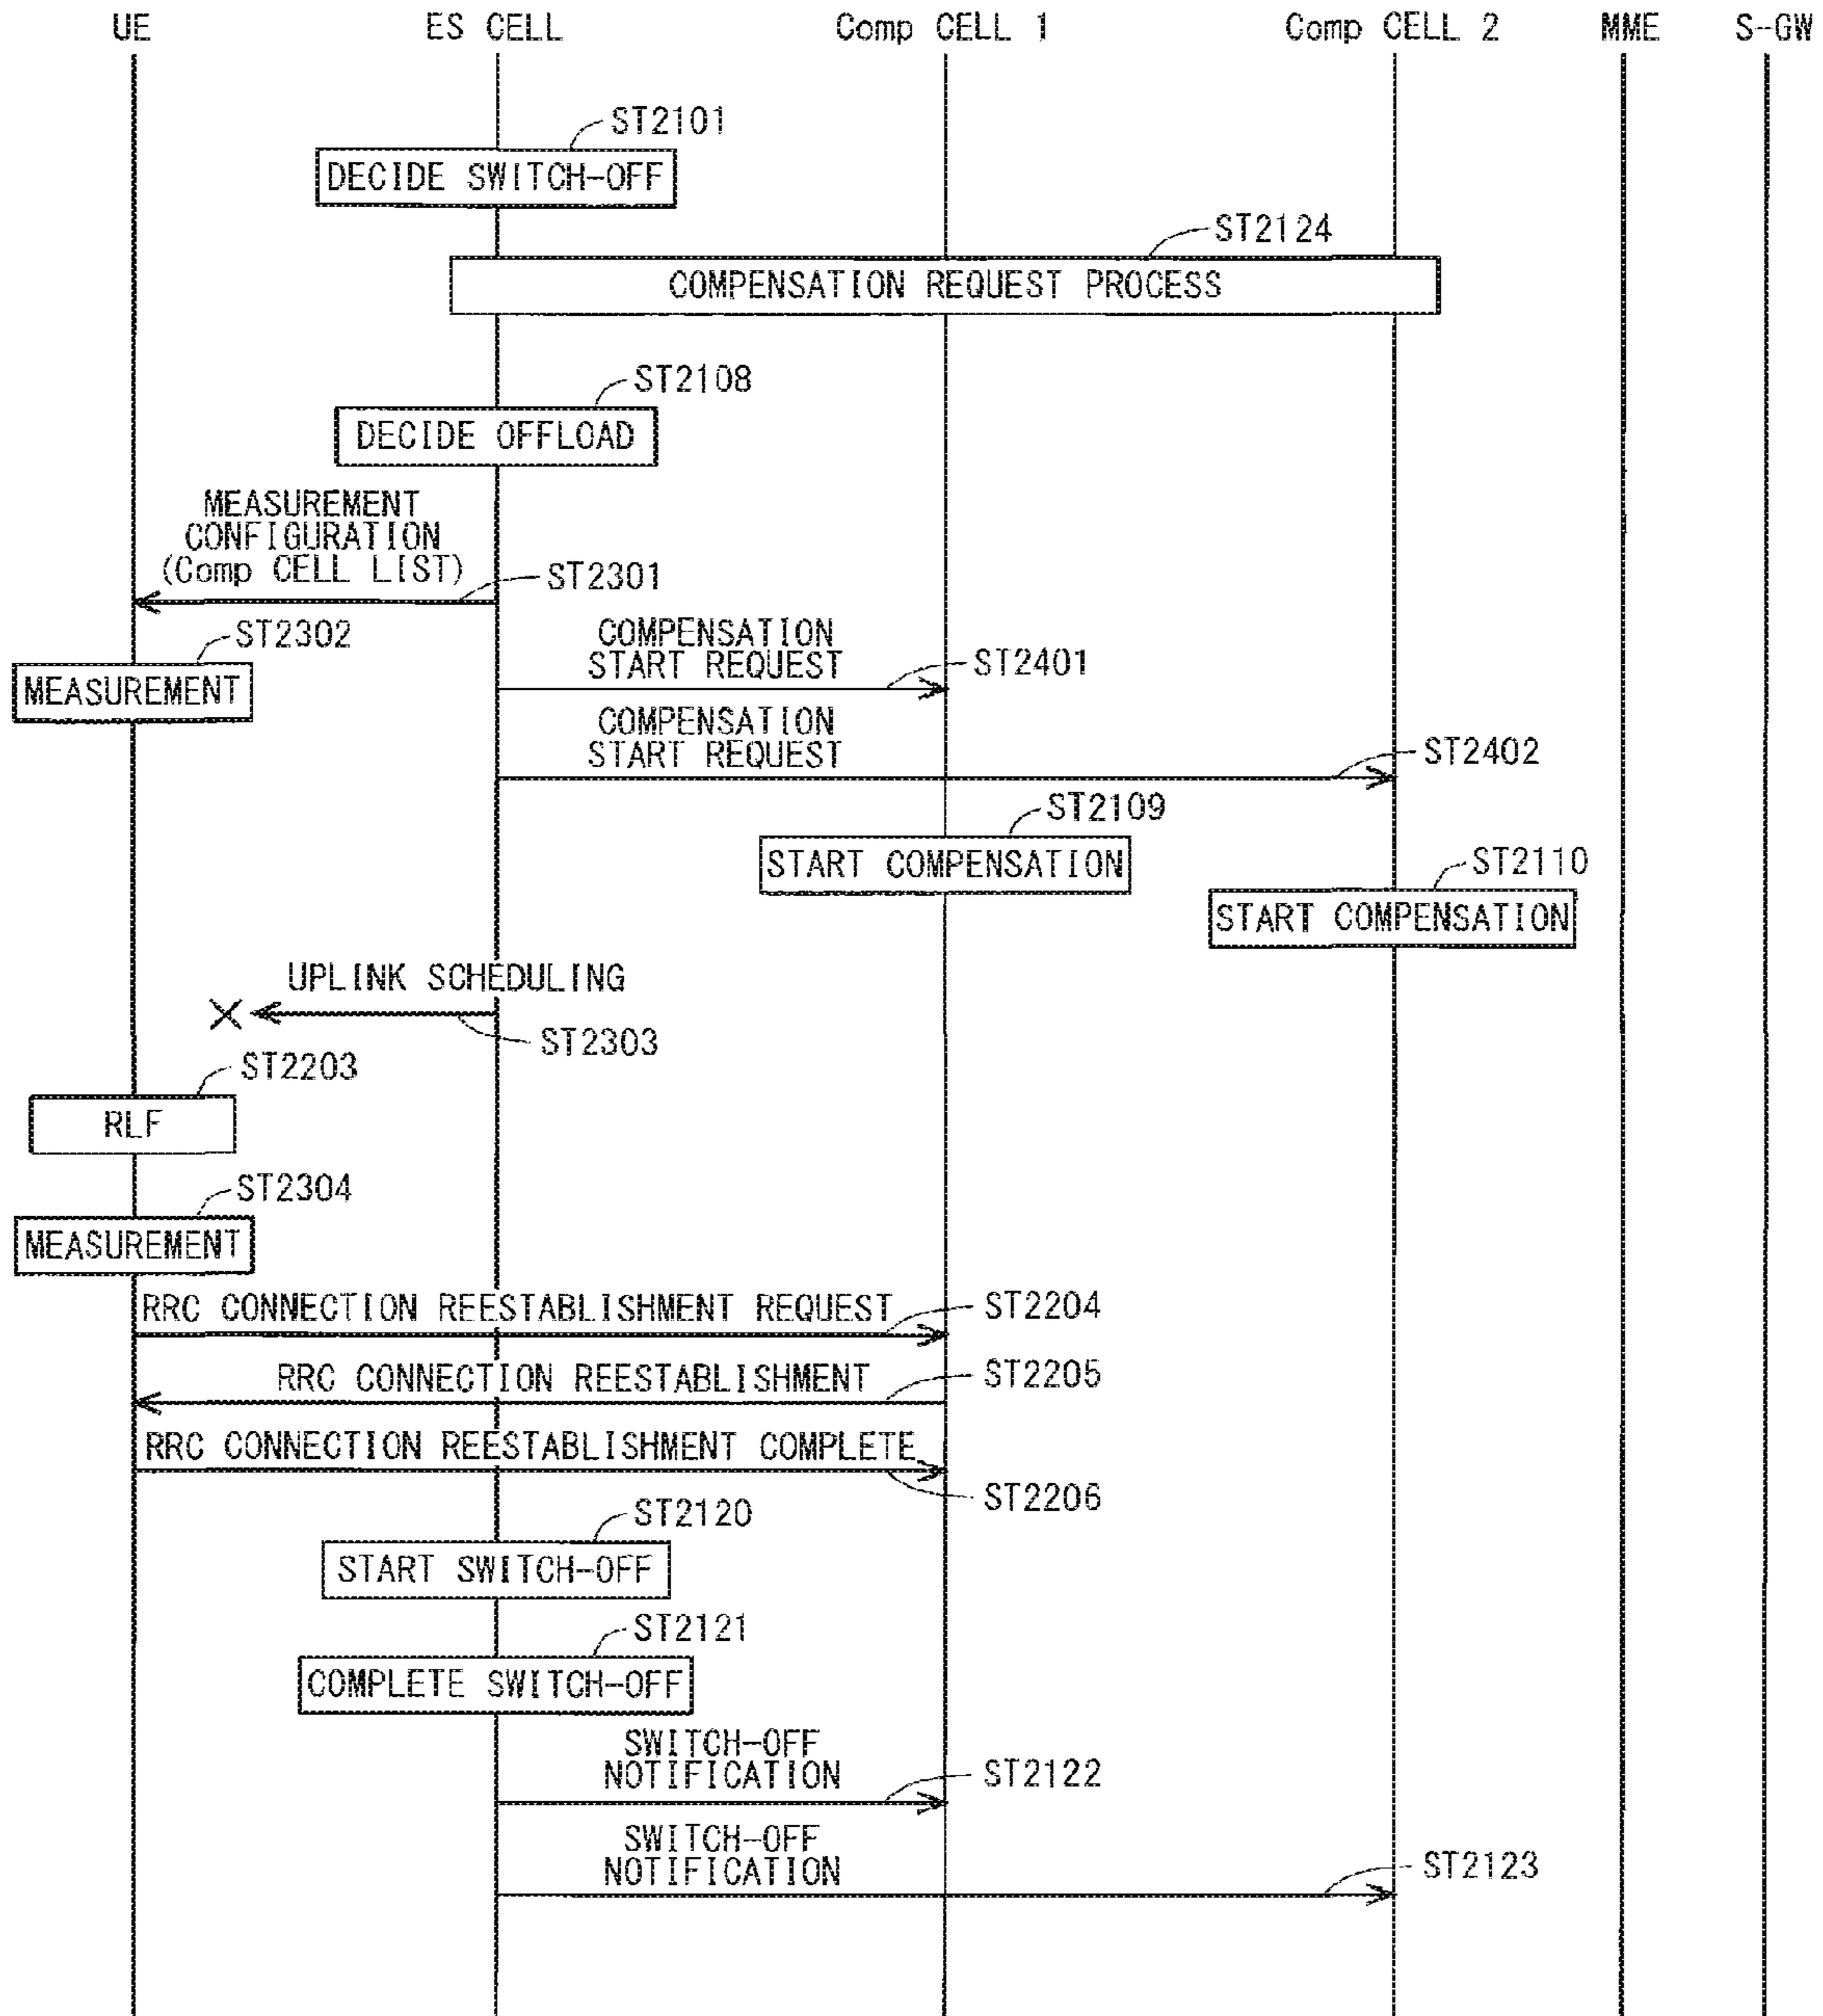 UE ES CELL Comp CELL 1 Comp CELL 2 MME S-GW
ST2101
DECIDE SWITCH-OFF
ST2124
COMPENSATION REQUEST PROCESS
ST2108
DECIDE OFFLOAD
MEASUREMENT
CONFIGURATION
(Comp CELL LIST)
ST2301
ST2302
MEASUREMENT
COMPENSATION
START REQUEST
ST2401
COMPENSATION
START REQUEST
ST2402
ST2109
START COMPENSATION
ST2110
START COMPENSATION
UPLINK SCHEDULING
ST2303
ST2203
RLF
ST2304
MEASUREMENT
RRC CONNECTION REESTABLISHMENT REQUEST
ST2204
RRC CONNECTION REESTABLISHMENT
ST2205
RRC CONNECTION REESTABLISHMENT COMPLETE
ST2206
ST2120
START SWITCH-OFF
ST2121
COMPLETE SWITCH-OFF
SWITCH-OFF
NOTIFICATION
ST2122
SWITCH-OFF
NOTIFICATION
ST2123